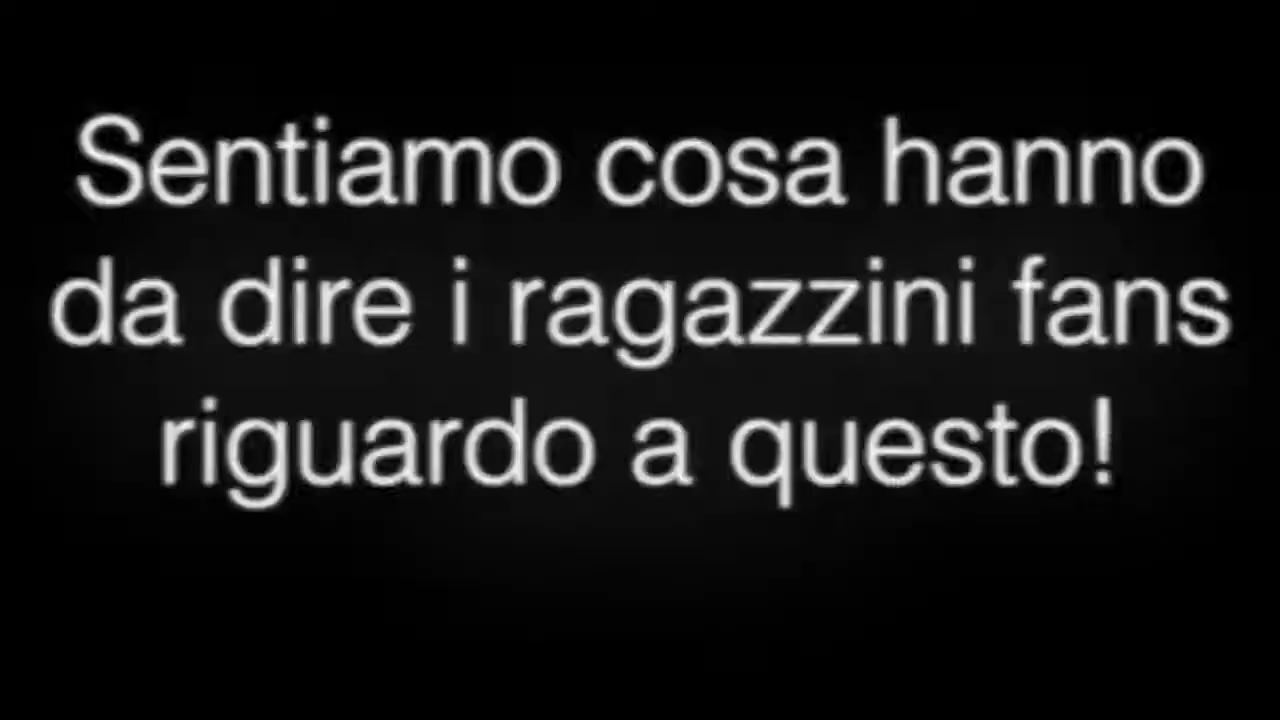 Sentiamo cosa hanno
da dire i ragazzini fans
riguardo a questo!